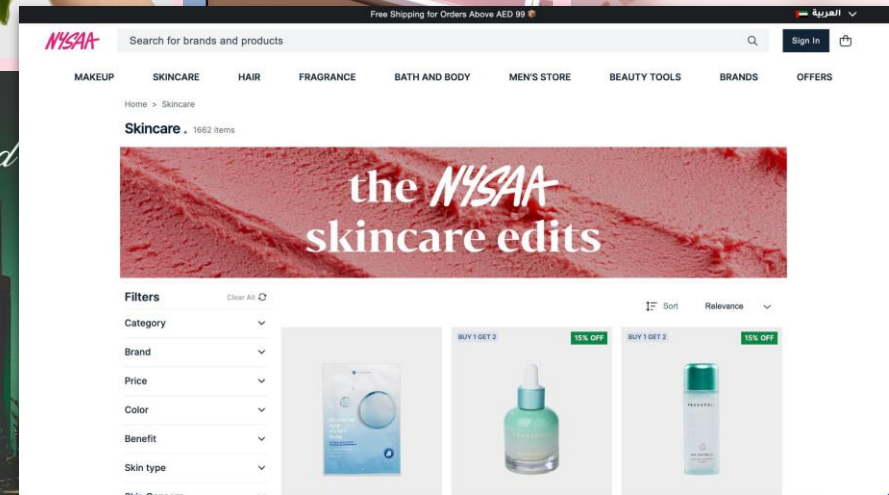 Free Shipping for Orders Above AED 99
العربية
NYSAA
Search for brands and products
Sign In
MAKEUP SKINCARE HAIR FRAGRANCE BATH AND BODY MEN'S STORE BEAUTY TOOLS BRANDS OFFERS
Home > Skincare
Skincare . 1662 items
the NYSAA
skincare edits
Filters Clear All
Sort Relevance
Category
Brand
Price
Color
Benefit
Skin type
Skin Concern
BUY 1 GET 2 15% OFF
BUY 1 GET 2 15% OFF